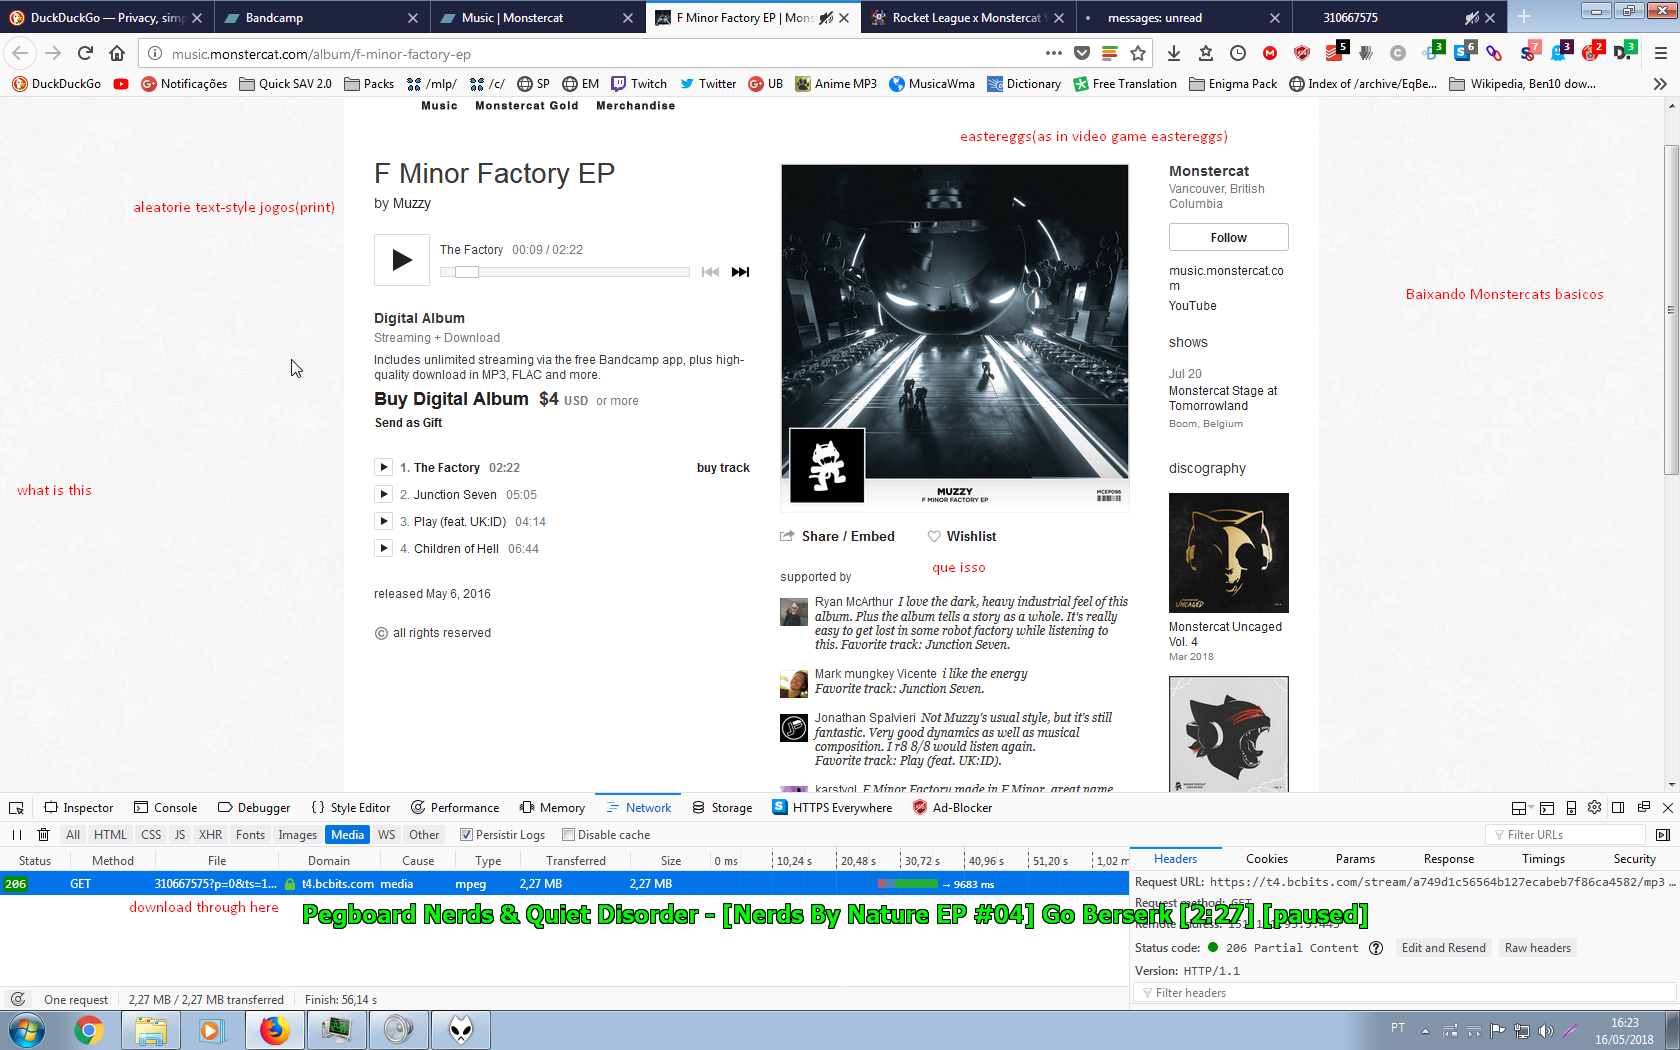 DuckDuckGo — Privacy, sim
Bandcamp
Music | Monstercat
F Minor Factory EP | Mons
Rocket League x Monstercat
messages: unread
310667575
music.monstercat.com/album/f-minor-factory-ep
5
3
6
7
3
2
3
DuckDuckGo
Notificações
Quick SAV 2.0
Packs
/mlp/
/c/
SP
EM
Twitch
Twitter
UB
Anime MP3
MusicaWma
Dictionary
Free Translation
Enigma Pack
Index of /archive/EqBe...
Wikipedia, Ben10 dow...
Music Monstercat Gold Merchandise
eastereggs(as in video game eastereggs)
F Minor Factory EP
by Muzzy
aleatorie text-style jogos(print)
The Factory 00:09 / 02:22
Digital Album
Streaming + Download
Includes unlimited streaming via the free Bandcamp app, plus high-
quality download in MP3, FLAC and more.
Buy Digital Album $4 USD or more
Send as Gift
1. The Factory 02:22 buy track
2. Junction Seven 05:05
3. Play (feat. UK:ID) 04:14
4. Children of Hell 06:44
what is this
released May 6, 2016
© all rights reserved
MUZZY
F MINOR FACTORY EP
MCEP096
Share / Embed
Wishlist
que isso
supported by
Ryan McArthur I love the dark, heavy industrial feel of this
album. Plus the album tells a story as a whole. It's really
easy to get lost in some robot factory while listening to
this. Favorite track: Junction Seven.
Mark mungkey Vicente i like the energy
Favorite track: Junction Seven.
Jonathan Spalvieri Not Muzzy's usual style, but it's still
fantastic. Very good dynamics as well as musical
composition. I r8 8/8 would listen again.
Favorite track: Play (feat. UK:ID).
karstygl F Minor Factory made in F Minor, great name
Monstercat
Vancouver, British
Columbia
Follow
music.monstercat.co
m
YouTube
Baixando Monstercats basicos
shows
Jul 20
Monstercat Stage at
Tomorrowland
Boom, Belgium
discography
UNCAGED
Monstercat Uncaged
Vol. 4
Mar 2018
Inspector
Console
Debugger
{} Style Editor
Performance
Memory
Network
Storage
HTTPS Everywhere
Ad-Blocker
All HTML CSS JS XHR Fonts Images Media WS Other
Persistir Logs
Disable cache
Filter URLs
Status Method File Domain Cause Type Transferred Size 0 ms 10,24 s 20,48 s 30,72 s 40,96 s 51,20 s 1,02 m
206 GET 310667575?p=0&ts=1... t4.bcbits.com media mpeg 2,27 MB 2,27 MB → 9683 ms
download through here
Pegboard Nerds & Quiet Disorder - [Nerds By Nature EP #04] Go Berserk [2:27] [paused]
Headers Cookies Params Response Timings Security
Request URL: https://t4.bcbits.com/stream/a749d1c56564b127ecabeb7f86ca4582/mp3 ...
Request method: GET
Remote address:
Status code: 206 Partial Content
Edit and Resend
Raw headers
Version: HTTP/1.1
Filter headers
One request
2,27 MB / 2,27 MB transferred
Finish: 56,14 s
PT
16:23
16/05/2018